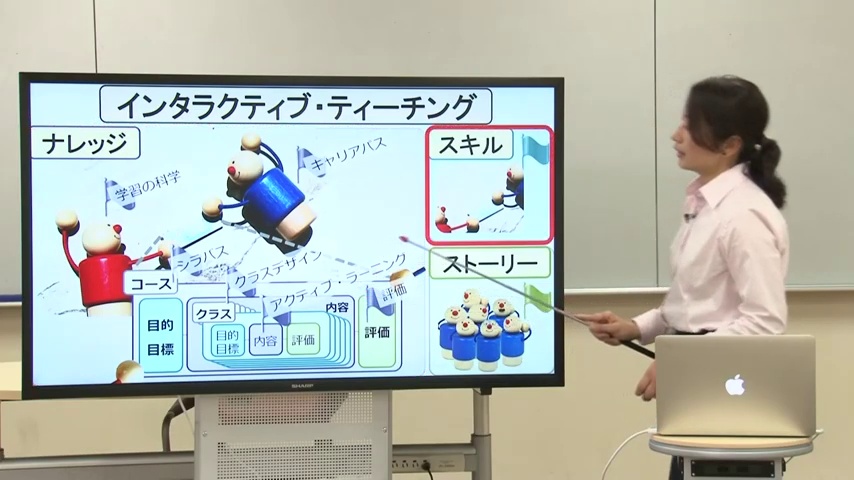 インタラクティブ・ティーチング
ナレッジ
スキル
キャリアパス
学習の科学
シラバス
クラスデザイン
アクティブ・ラーニング
評価
ストーリー
コース
目的
目標
クラス
内容
目的
目標
内容
評価
評価
SHARP